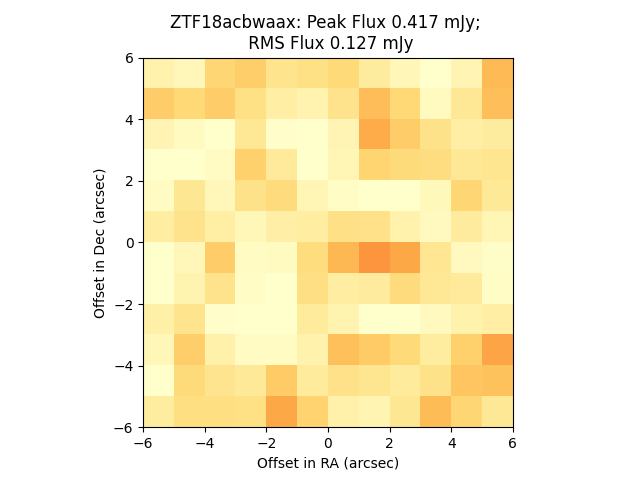 ZTF18acbwaax: Peak Flux 0.417 mJy;
RMS Flux 0.127 mJy
6
4
2
0
−2
−4
−6
Offset in Dec (arcsec)
−6 −4 −2 0 2 4 6
Offset in RA (arcsec)